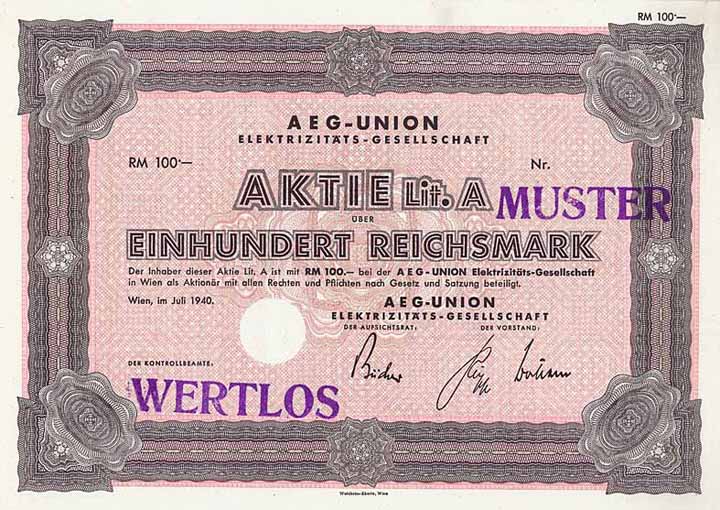 RM 100·—
AEG-UNION
ELEKTRIZITÄTS-GESELLSCHAFT
RM 100·— Nr.
AKTIE Lit. A
MUSTER
ÜBER
EINHUNDERT REICHSMARK
Der Inhaber dieser Aktie Lit. A ist mit RM 100.— bei der AEG-UNION Elektrizitäts-Gesellschaft
in Wien als Aktionär mit allen Rechten und Pflichten nach Gesetz und Satzung beteiligt.
Wien, im Juli 1940.
AEG-UNION
ELEKTRIZITÄTS-GESELLSCHAFT
DER AUFSICHTSRAT: DER VORSTAND:
Bücher
DER KONTROLLBEAMTE:
WERTLOS